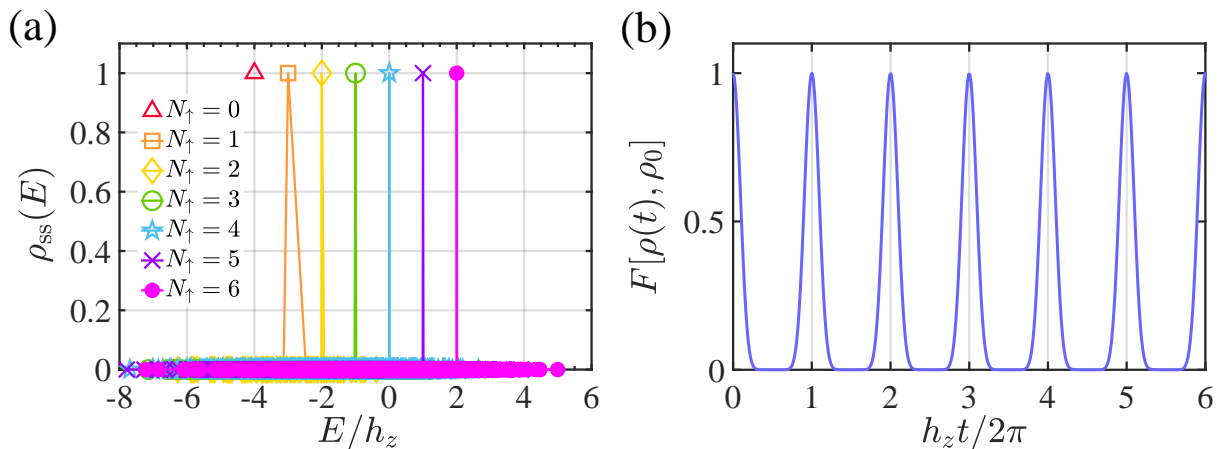 (a)
1
0.8
0.6
0.4
0.2
0
ρss(E)
N↑ = 0
N↑ = 1
N↑ = 2
N↑ = 3
N↑ = 4
N↑ = 5
N↑ = 6
-8 -6 -4 -2 0 2 4 6
E/hz
(b)
1
0.5
0
F[ρ(t), ρ0]
0 1 2 3 4 5 6
hzt/2π